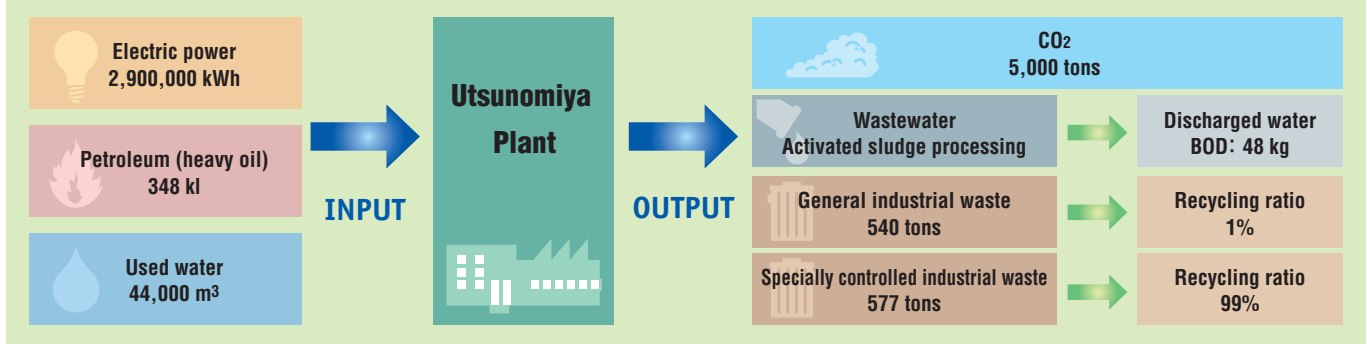 Electric power
2,900,000 kWh
Petroleum (heavy oil)
348 kl
Used water
44,000 m³
INPUT
Utsunomiya
Plant
OUTPUT
CO₂
5,000 tons
Wastewater
Activated sludge processing
Discharged water
BOD: 48 kg
General industrial waste
540 tons
Recycling ratio
1%
Specially controlled industrial waste
577 tons
Recycling ratio
99%